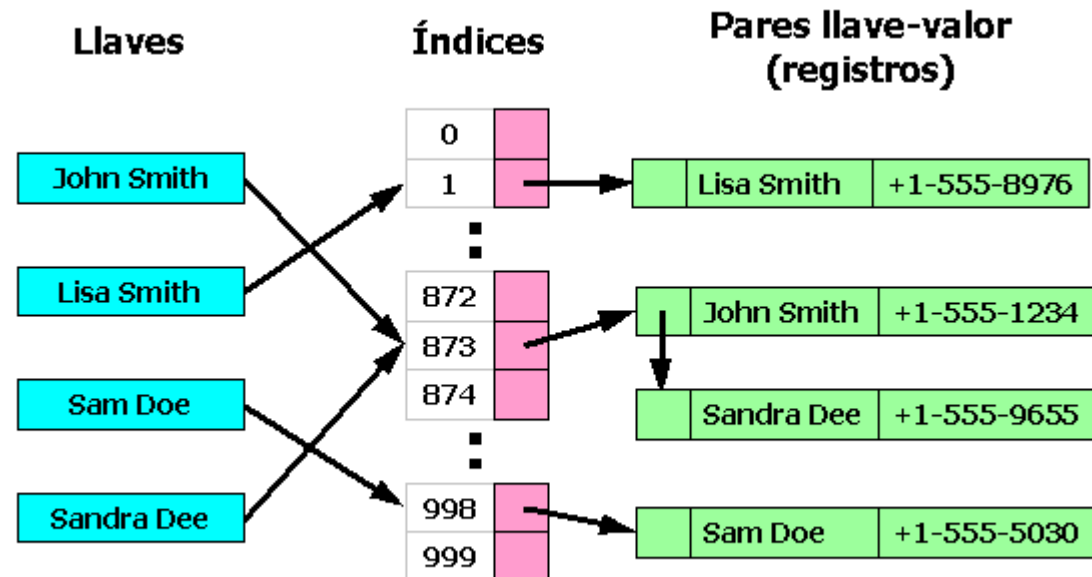 Llaves
Índices
Pares llave-valor
(registros)
John Smith
Lisa Smith
Sam Doe
Sandra Dee
0
1
872
873
874
998
999
Lisa Smith +1-555-8976
John Smith +1-555-1234
Sandra Dee +1-555-9655
Sam Doe +1-555-5030